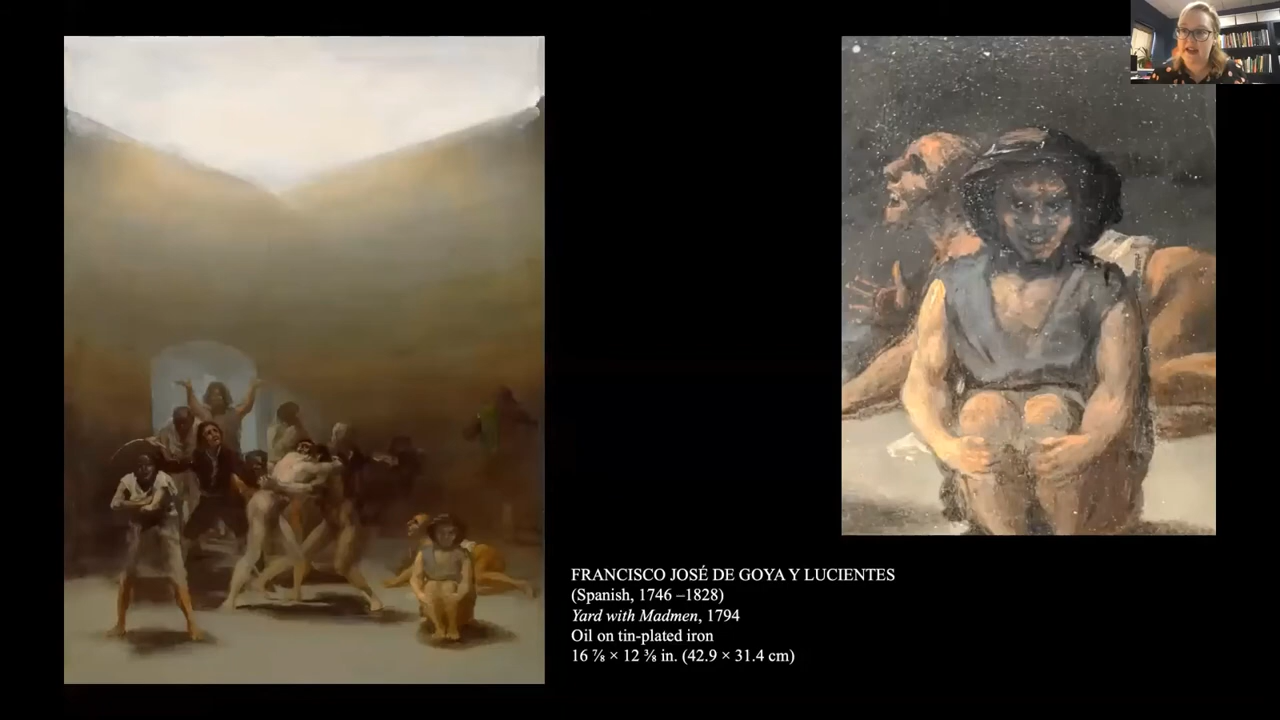 FRANCISCO JOSÉ DE GOYA Y LUCIENTES
(Spanish, 1746 –1828)
Yard with Madmen, 1794
Oil on tin-plated iron
16 ⅞ × 12 ⅜ in. (42.9 × 31.4 cm)